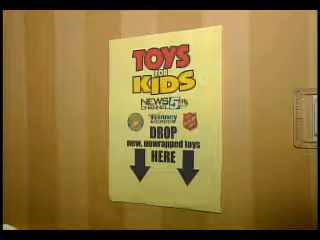 TOYS
FOR
KIDS
NEWS
CHANNEL 5
DROP
new, unwrapped toys
HERE